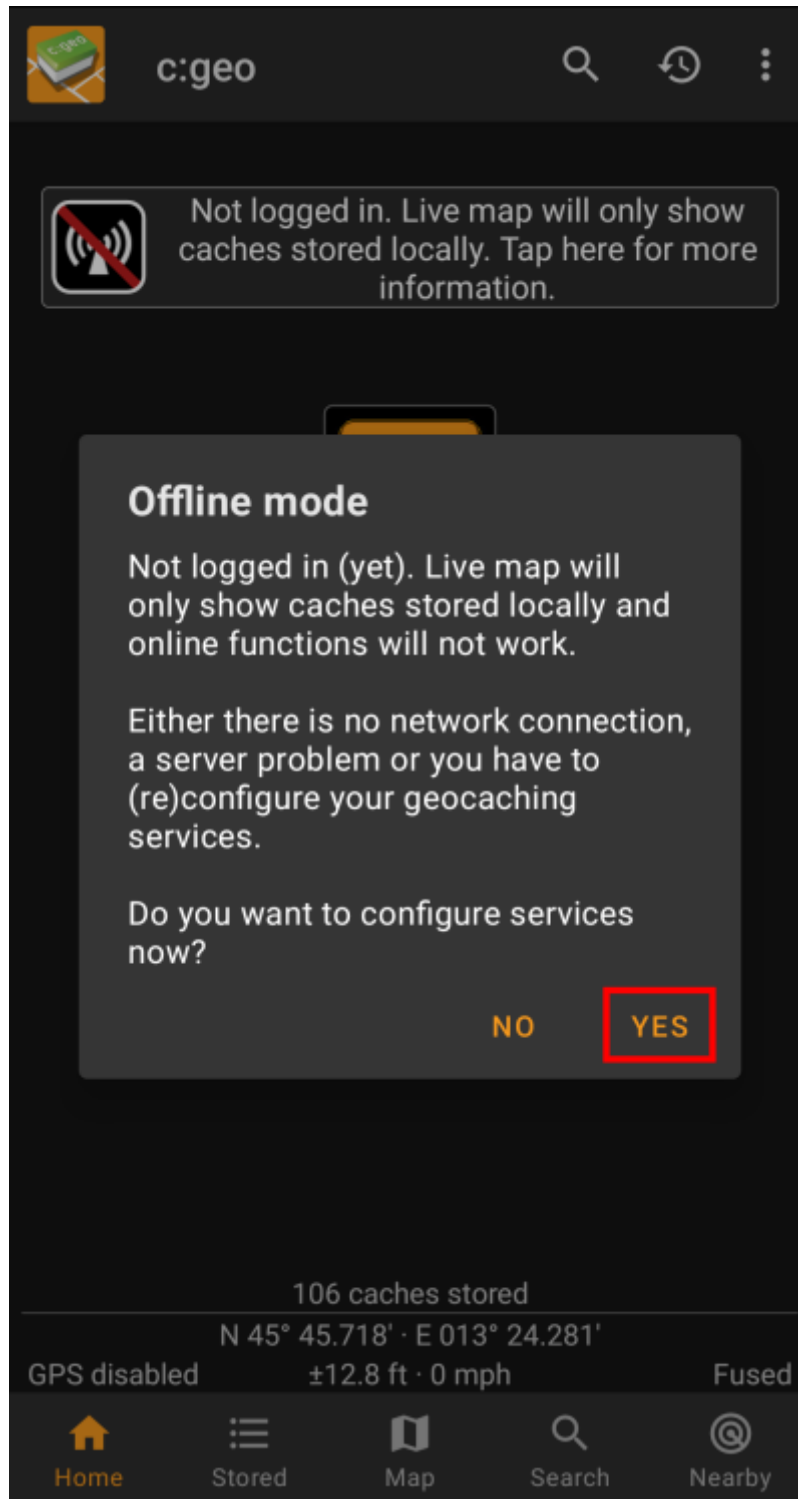 c:geo
c:geo
Not logged in. Live map will only show
caches stored locally. Tap here for more
information.
Offline mode
Not logged in (yet). Live map will
only show caches stored locally and
online functions will not work.
Either there is no network connection,
a server problem or you have to
(re)configure your geocaching
services.
Do you want to configure services
now?
NO YES
106 caches stored
N 45° 45.718' · E 013° 24.281'
GPS disabled ±12.8 ft · 0 mph Fused
Home Stored Map Search Nearby